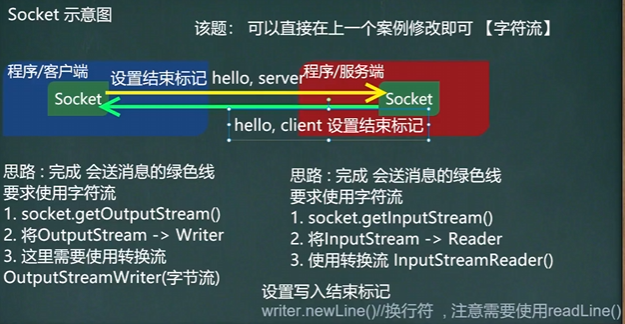 Socket 示意图
该题： 可以直接在上一个案例修改即可 【字符流】
程序/客户端
设置结束标记 hello, server
程序/服务端
Socket
Socket
hello, client 设置结束标记
思路 : 完成 会送消息的绿色线
要求使用字符流
1. socket.getOutputStream()
2. 将OutputStream -> Writer
3. 这里需要使用转换流
OutputStreamWriter(字节流)
思路 : 完成 会送消息的绿色线
要求使用字符流
1. socket.getInputStream()
2. 将InputStream -> Reader
3. 使用转换流 InputStreamReader()
设置写入结束标记
writer.newLine()//换行符 , 注意需要使用readLine()